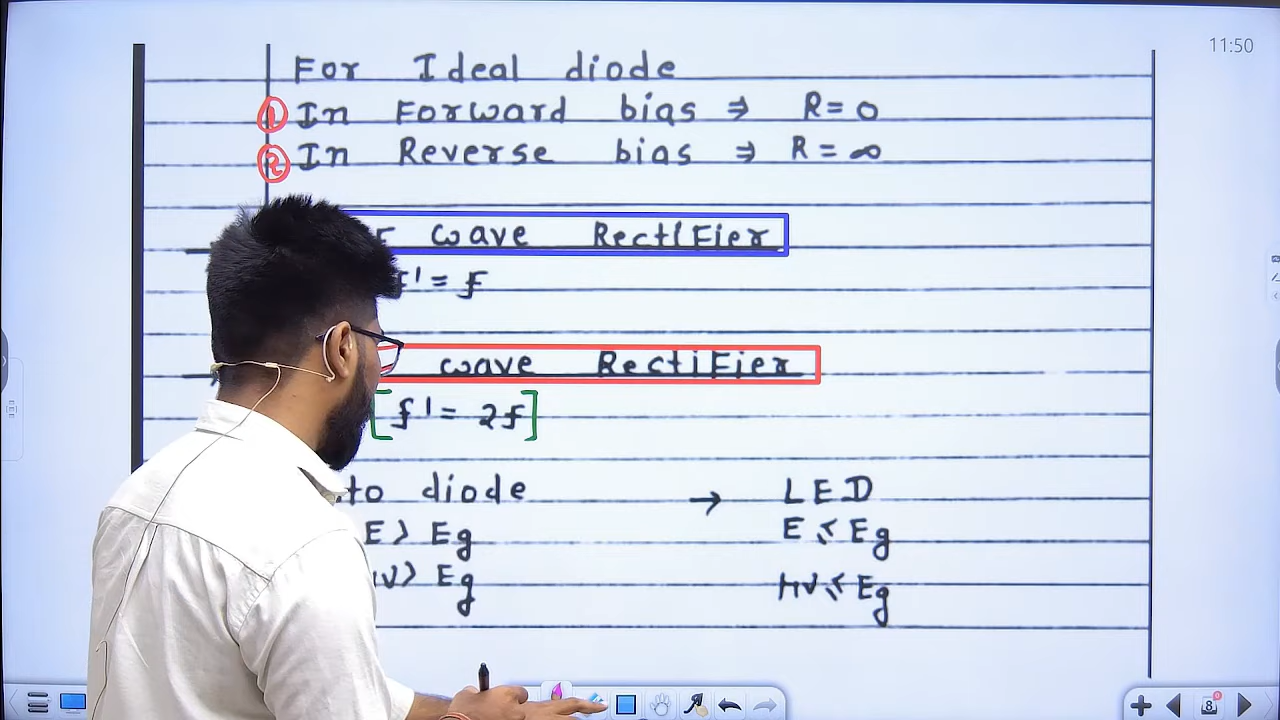 11:50
For Ideal diode
① In Forward bias ⇒ R = 0
② In Reverse bias ⇒ R = ∞
wave Rectifier
f' = f
wave Rectifier
[f' = 2f]
to diode → LED
E > Eg E ≤ Eg
ν > Eg hν ≤ Eg
8